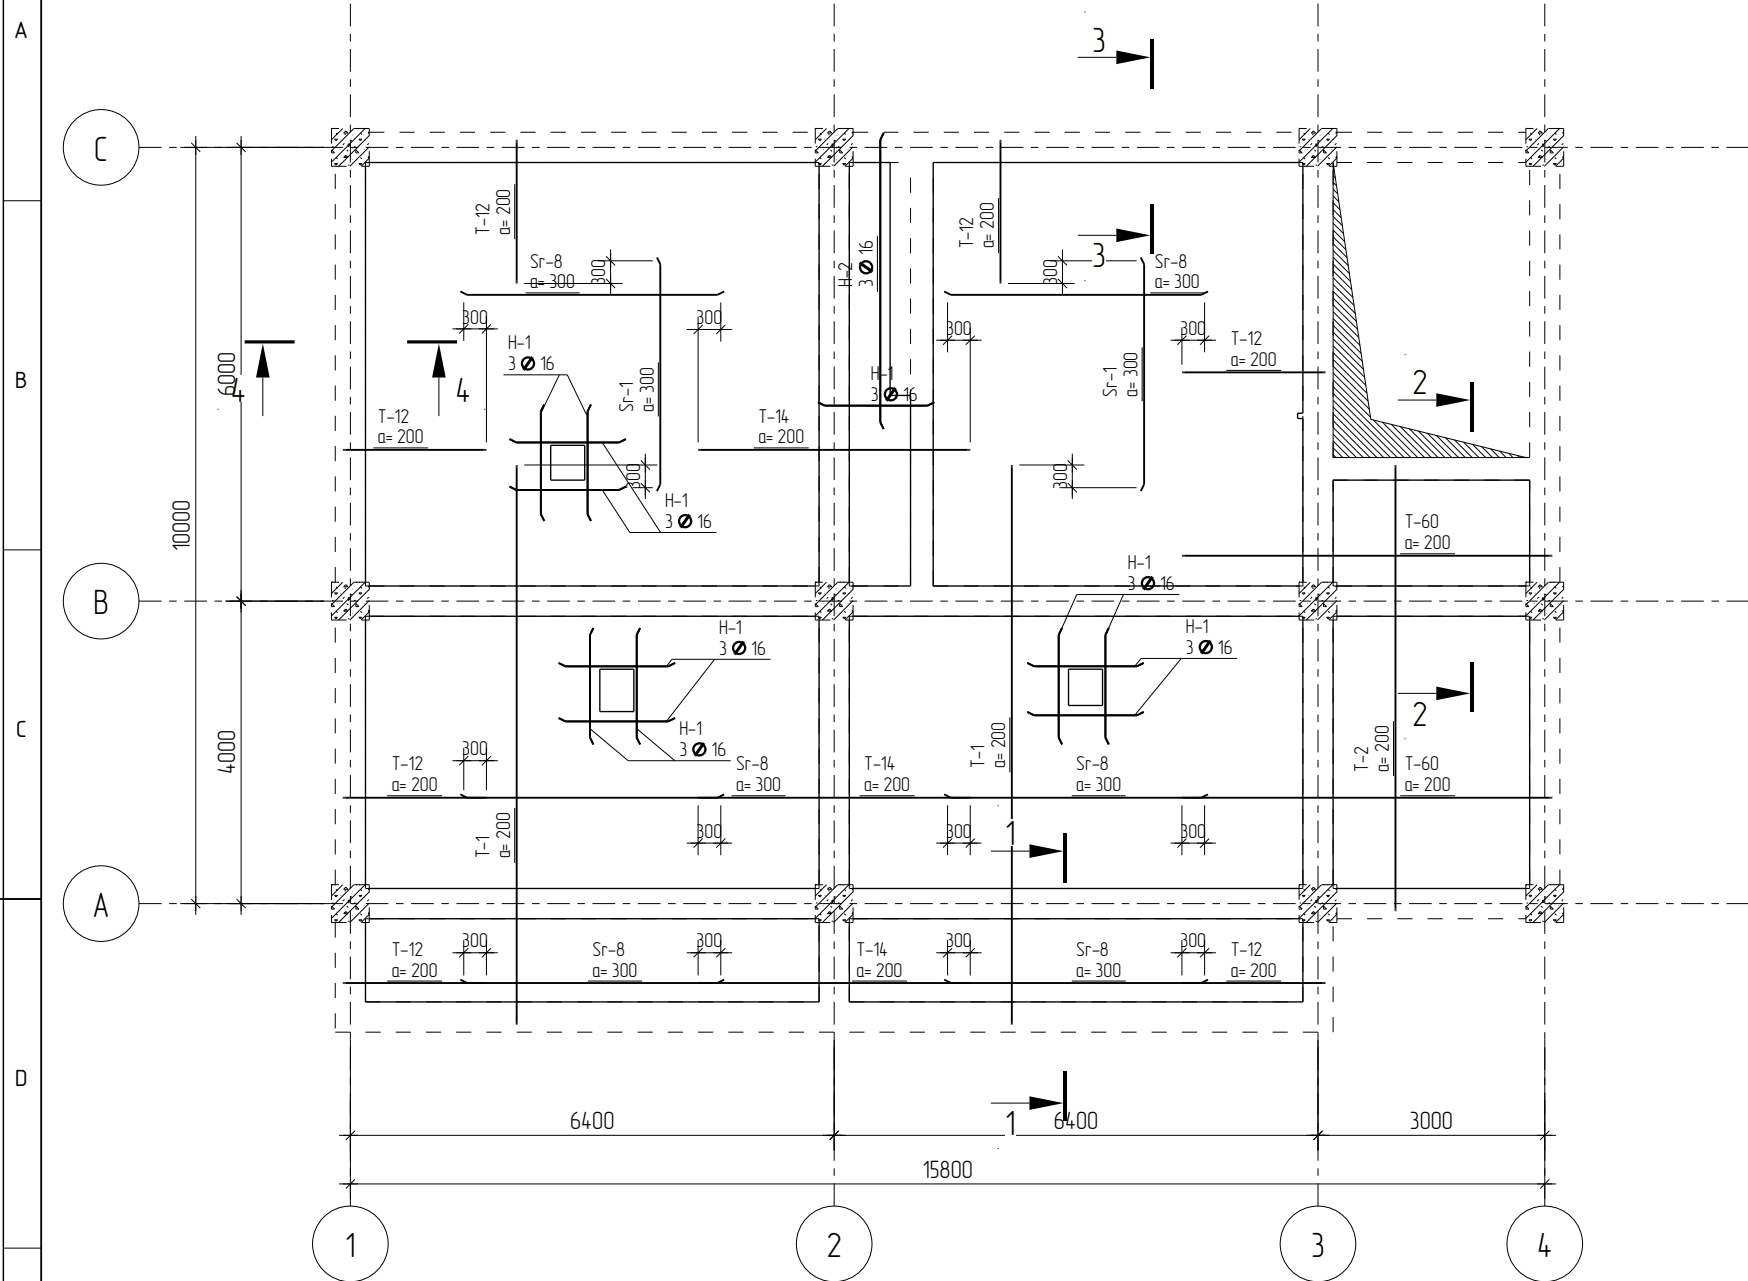 A
3
C
T-12
a= 200
H-2
3 Ø 16
T-12
a= 200
3
Sr-8
a= 300
300
300
Sr-8
a= 300
300
300
300
300
H-1
3 Ø 16
T-12
a= 200
6000
4
4
B
Sr-1
a= 300
H-1
3 Ø 16
Sr-1
a= 300
2
T-12
a= 200
T-14
a= 200
300
300
10000
H-1
3 Ø 16
T-60
a= 200
H-1
3 Ø 16
B
H-1
3 Ø 16
H-1
3 Ø 16
C
4000
H-1
3 Ø 16
T-1
a= 200
T-2
a= 200
2
T-12
a= 200
300
Sr-8
a= 300
T-14
a= 200
Sr-8
a= 300
T-60
a= 200
T-1
a= 200
300
300
1
300
A
T-12
a= 200
300
Sr-8
a= 300
300
T-14
a= 200
300
Sr-8
a= 300
300
T-12
a= 200
D
6400
1
6400
3000
15800
1
2
3
4